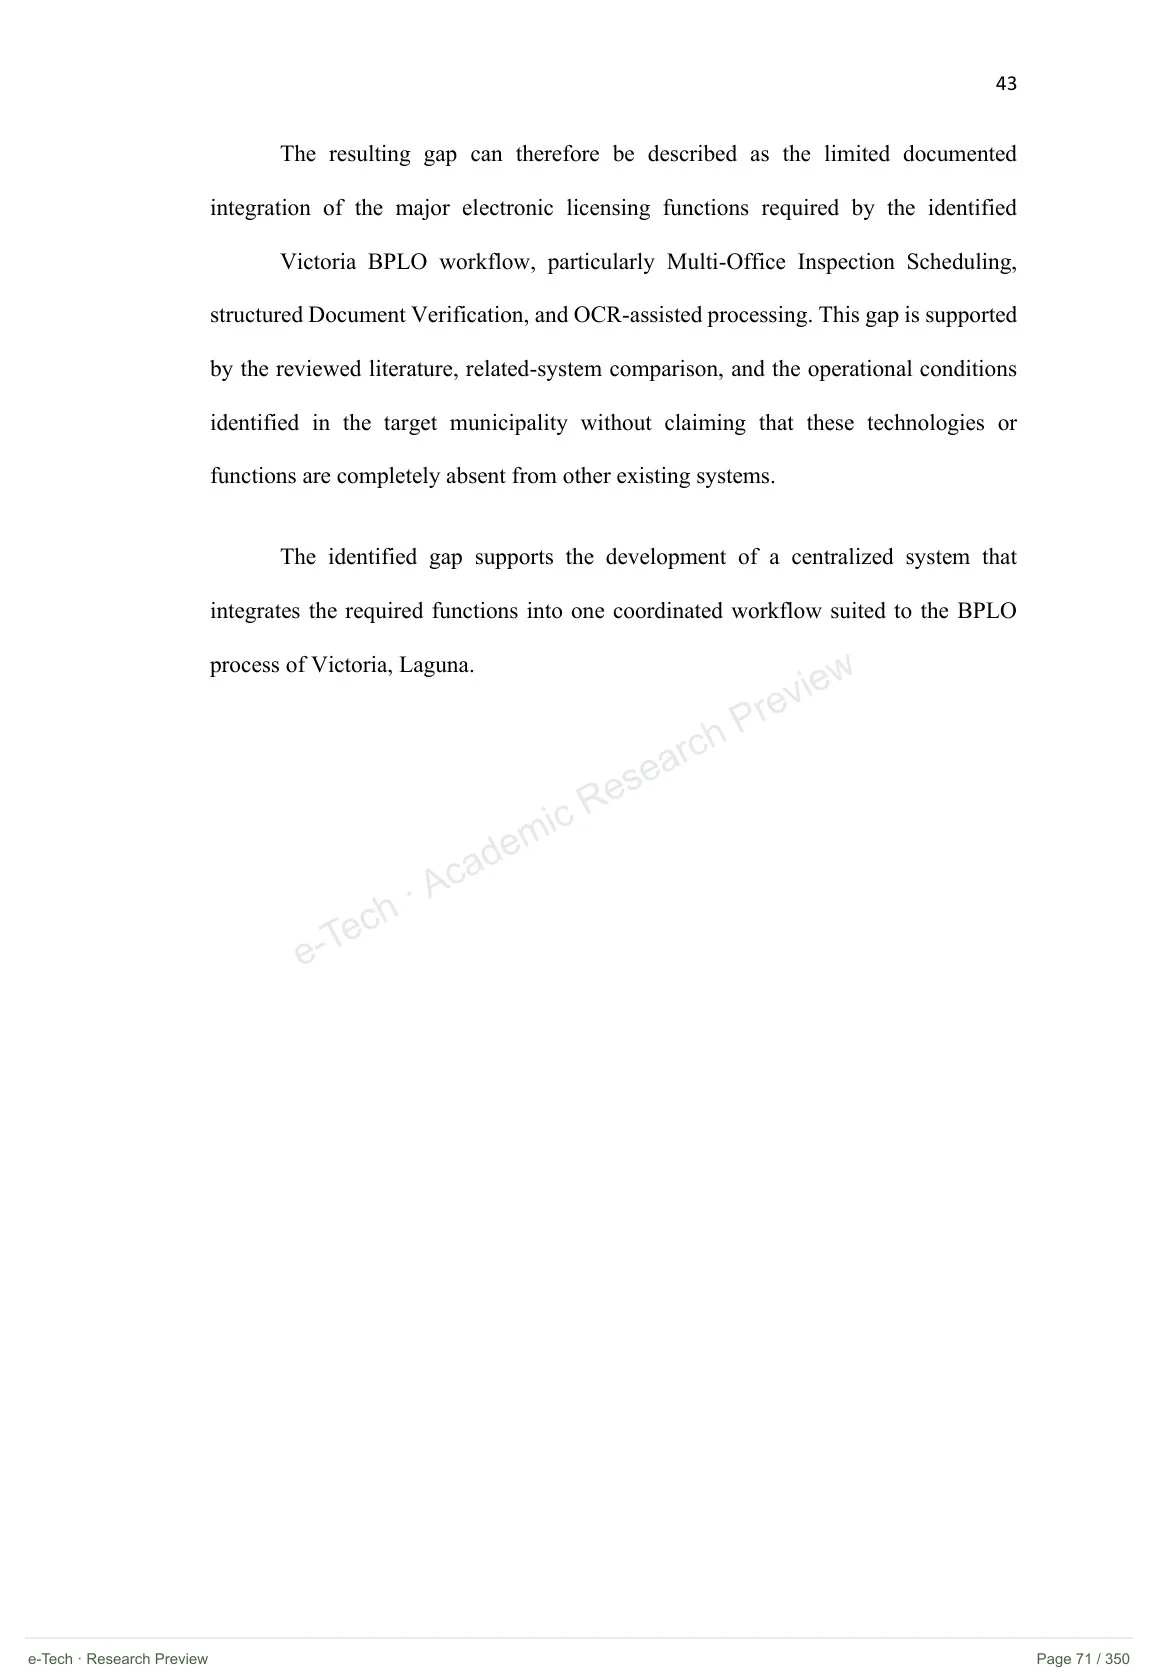 43
The resulting gap can therefore be described as the limited documented
integration of the major electronic licensing functions required by the identified
Victoria BPLO workflow, particularly Multi-Office Inspection Scheduling,
structured Document Verification, and OCR-assisted processing. This gap is supported
by the reviewed literature, related-system comparison, and the operational conditions
identified in the target municipality without claiming that these technologies or
functions are completely absent from other existing systems.
The identified gap supports the development of a centralized system that
integrates the required functions into one coordinated workflow suited to the BPLO
process of Victoria, Laguna.
e-Tech · Academic Research Preview
e-Tech · Research Preview
Page 71 / 350